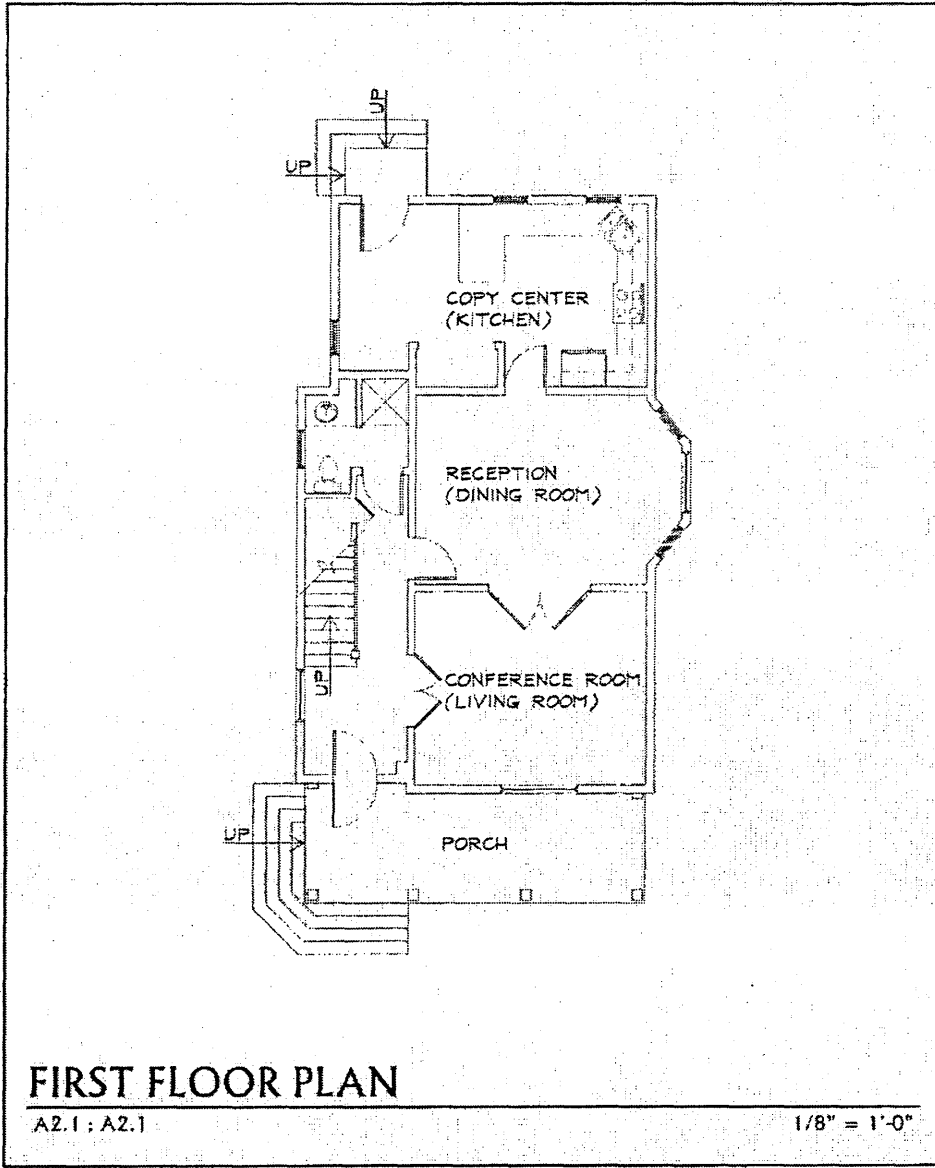 UP
UP
COPY CENTER
(KITCHEN)
RECEPTION
(DINING ROOM)
UP
CONFERENCE ROOM
(LIVING ROOM)
UP
PORCH
FIRST FLOOR PLAN
A2.1 : A2.1
1/8" = 1'-0"